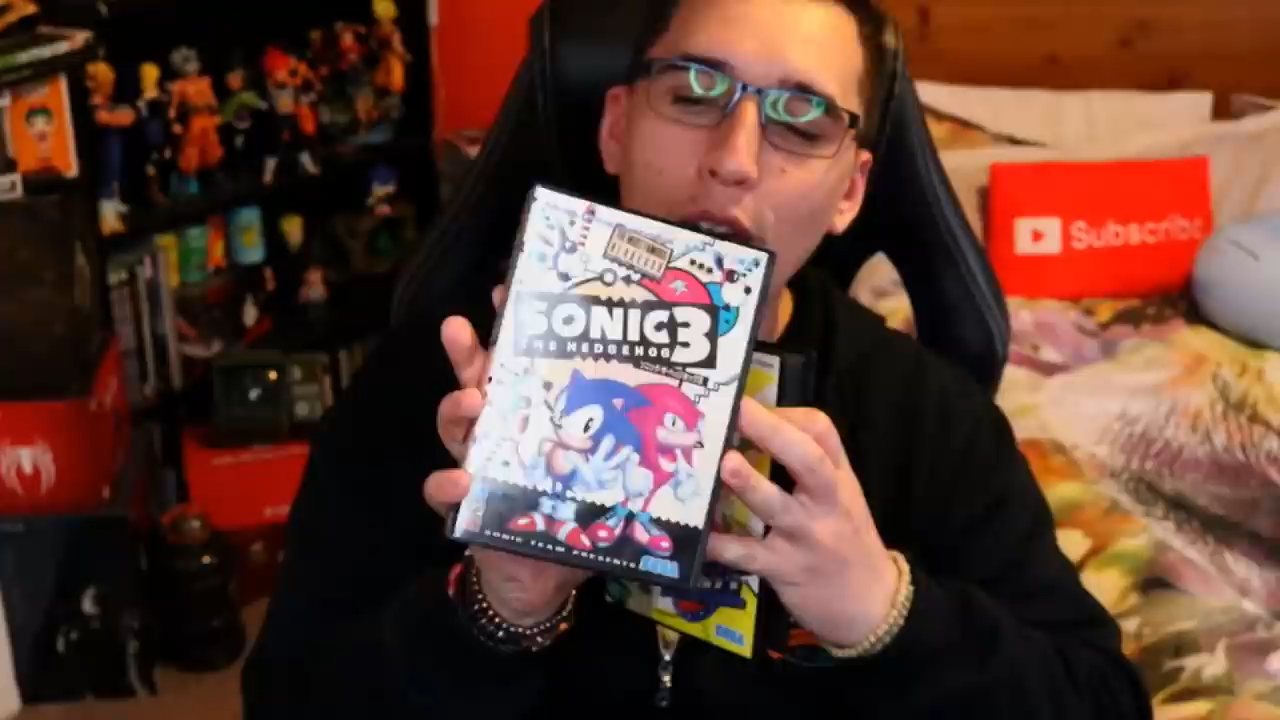 Subscribe
SONIC 3
THE HEDGEHOG
SONIC TEAM PRESENTS
SEGA
SEGA